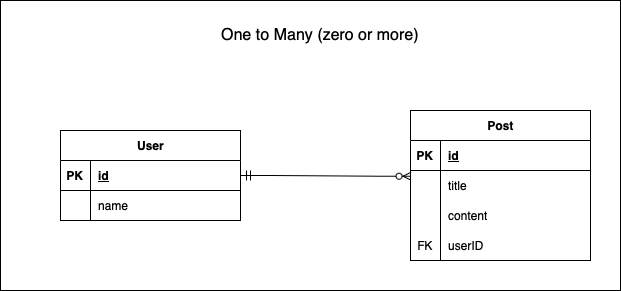 One to Many (zero or more)
User
PK id
name
Post
PK id
title
content
FK userID